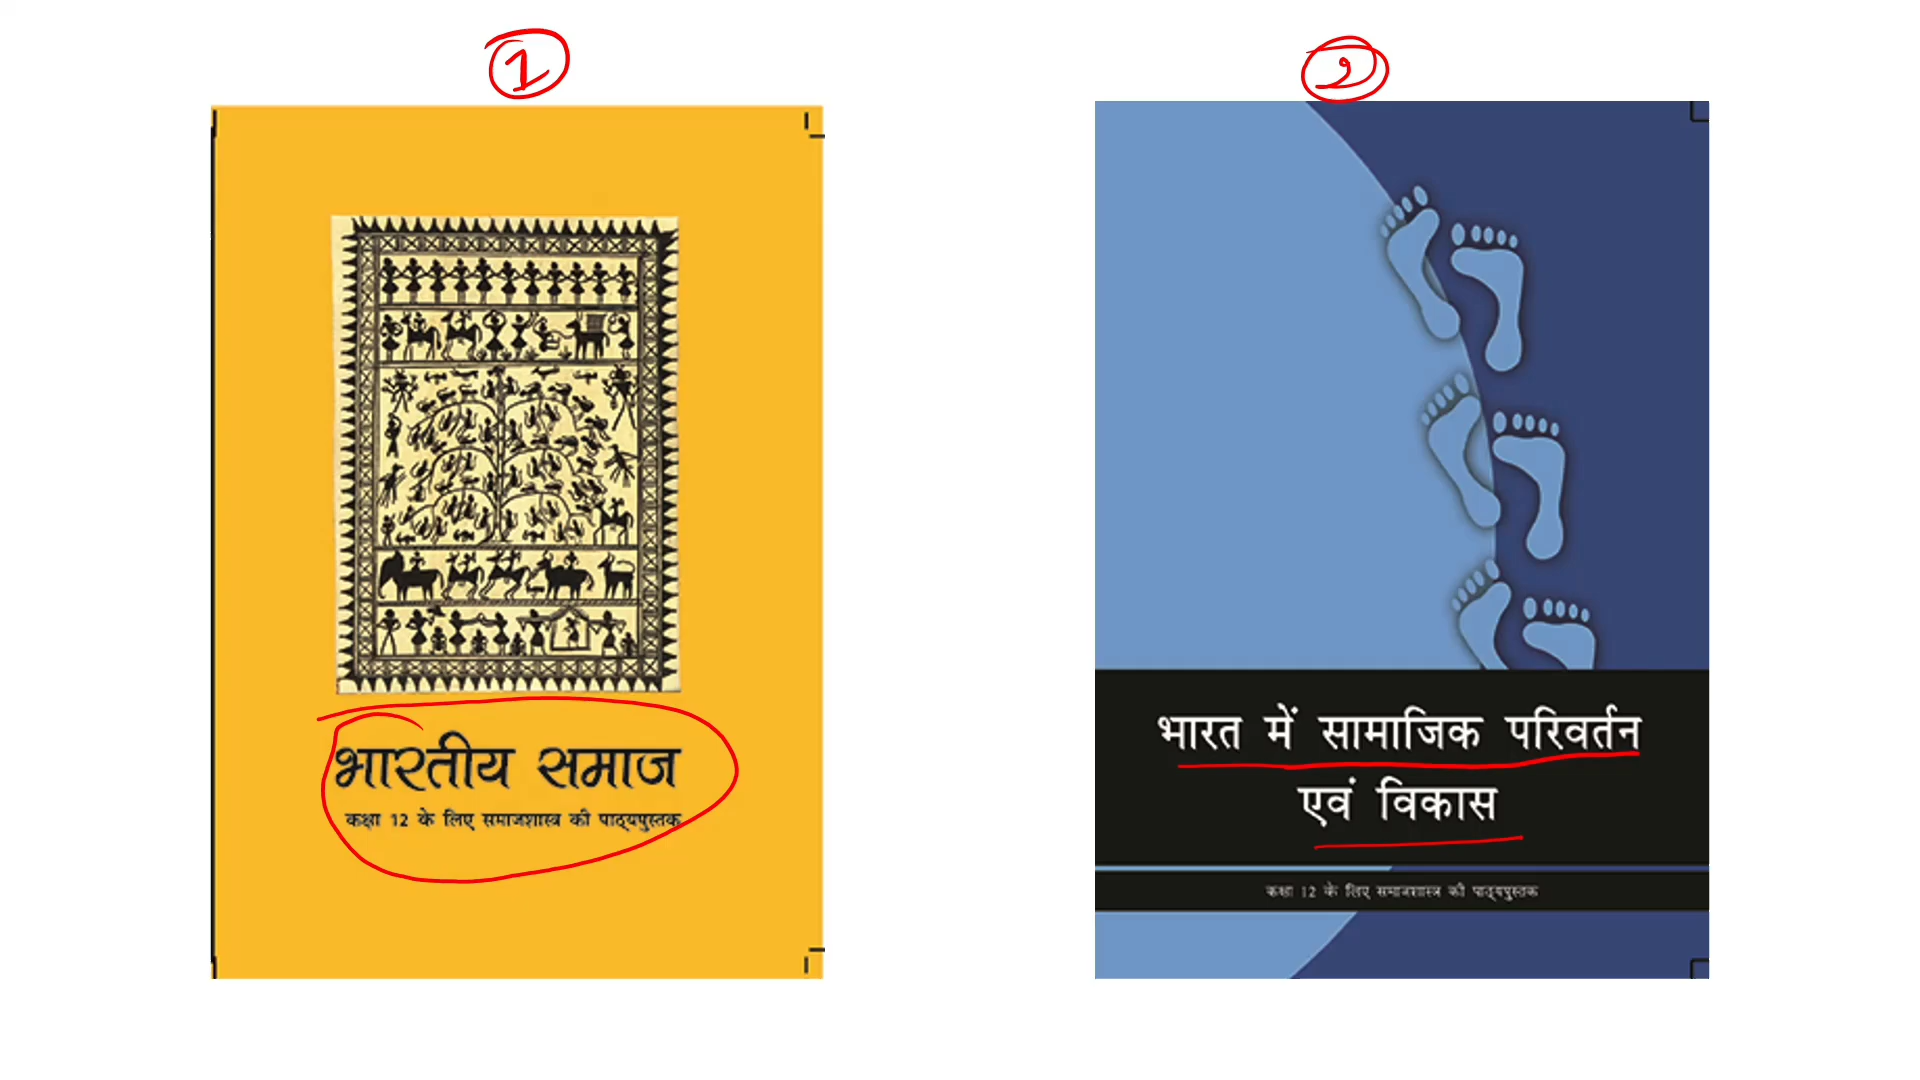 1
भारतीय समाज
कक्षा 12 के लिए समाजशास्त्र की पाठ्यपुस्तक
2
भारत में सामाजिक परिवर्तन
एवं विकास
कक्षा 12 के लिए समाजशास्त्र की पाठ्यपुस्तक